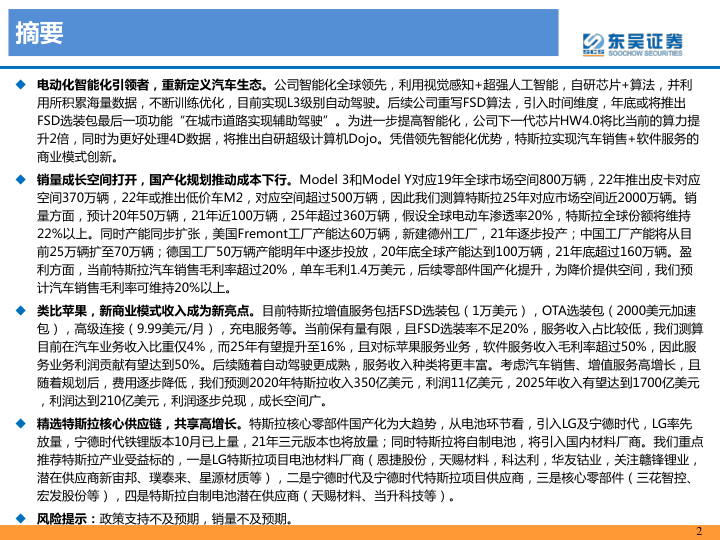 摘要
东吴证券
SCS
SOOCHOW SECURITIES
◆ 电动化智能化引领者，重新定义汽车生态。公司智能化全球领先，利用视觉感知+超强人工智能，自研芯片+算法，并利
用所积累海量数据，不断训练优化，目前实现L3级别自动驾驶。后续公司重写FSD算法，引入时间维度，年底或将推出
FSD选装包最后一项功能“在城市道路实现辅助驾驶”。为进一步提高智能化，公司下一代芯片HW4.0将比当前的算力提
升2倍，同时为更好处理4D数据，将推出自研超级计算机Dojo。凭借领先智能化优势，特斯拉实现汽车销售+软件服务的
商业模式创新。
◆ 销量成长空间打开，国产化规划推动成本下行。Model 3和Model Y对应19年全球市场空间800万辆，22年推出皮卡对应
空间370万辆，22年或推出低价车M2，对应空间超过500万辆，因此我们测算特斯拉25年对应市场空间近2000万辆。销
量方面，预计20年50万辆，21年近100万辆，25年超过360万辆，假设全球电动车渗透率20%，特斯拉全球份额将维持
22%以上。同时产能同步扩张，美国Fremont工厂产能达60万辆，新建德州工厂，21年逐步投产；中国工厂产能将从目
前25万辆扩至70万辆；德国工厂50万辆产能明年中逐步投放，20年底全球产能达到100万辆，21年底超过160万辆。盈
利方面，当前特斯拉汽车销售毛利率超过20%，单车毛利1.4万美元，后续零部件国产化提升，为降价提供空间，我们预
计汽车销售毛利率可维持20%以上。
◆ 类比苹果，新商业模式收入成为新亮点。目前特斯拉增值服务包括FSD选装包（1万美元），OTA选装包（2000美元加速
包），高级连接（9.99美元/月），充电服务等。当前保有量有限，且FSD选装率不足20%，服务收入占比较低，我们测算
目前在汽车业务收入比重仅4%，而25年有望提升至16%，且对标苹果服务业务，软件服务收入毛利率超过50%，因此服
务业务利润贡献有望达到50%。后续随着自动驾驶更成熟，服务收入种类将更丰富。考虑汽车销售、增值服务高增长，且
随着规划后，费用逐步降低，我们预测2020年特斯拉收入350亿美元，利润11亿美元，2025年收入有望达到1700亿美元
，利润达到210亿美元，利润逐步兑现，成长空间广。
◆ 精选特斯拉核心供应链，共享高增长。特斯拉核心零部件国产化为大趋势，从电池环节看，引入LG及宁德时代，LG率先
放量，宁德时代铁锂版本10月已上量，21年三元版本也将放量；同时特斯拉将自制电池，将引入国内材料厂商。我们重点
推荐特斯拉产业受益标的，一是LG特斯拉项目电池材料厂商（恩捷股份，天赐材料，科达利，华友钴业，关注赣锋锂业，
潜在供应商新宙邦、璞泰来、星源材质等），二是宁德时代及宁德时代特斯拉项目供应商，三是核心零部件（三花智控、
宏发股份等），四是特斯拉自制电池潜在供应商（天赐材料、当升科技等）。
◆ 风险提示：政策支持不及预期，销量不及预期。
2